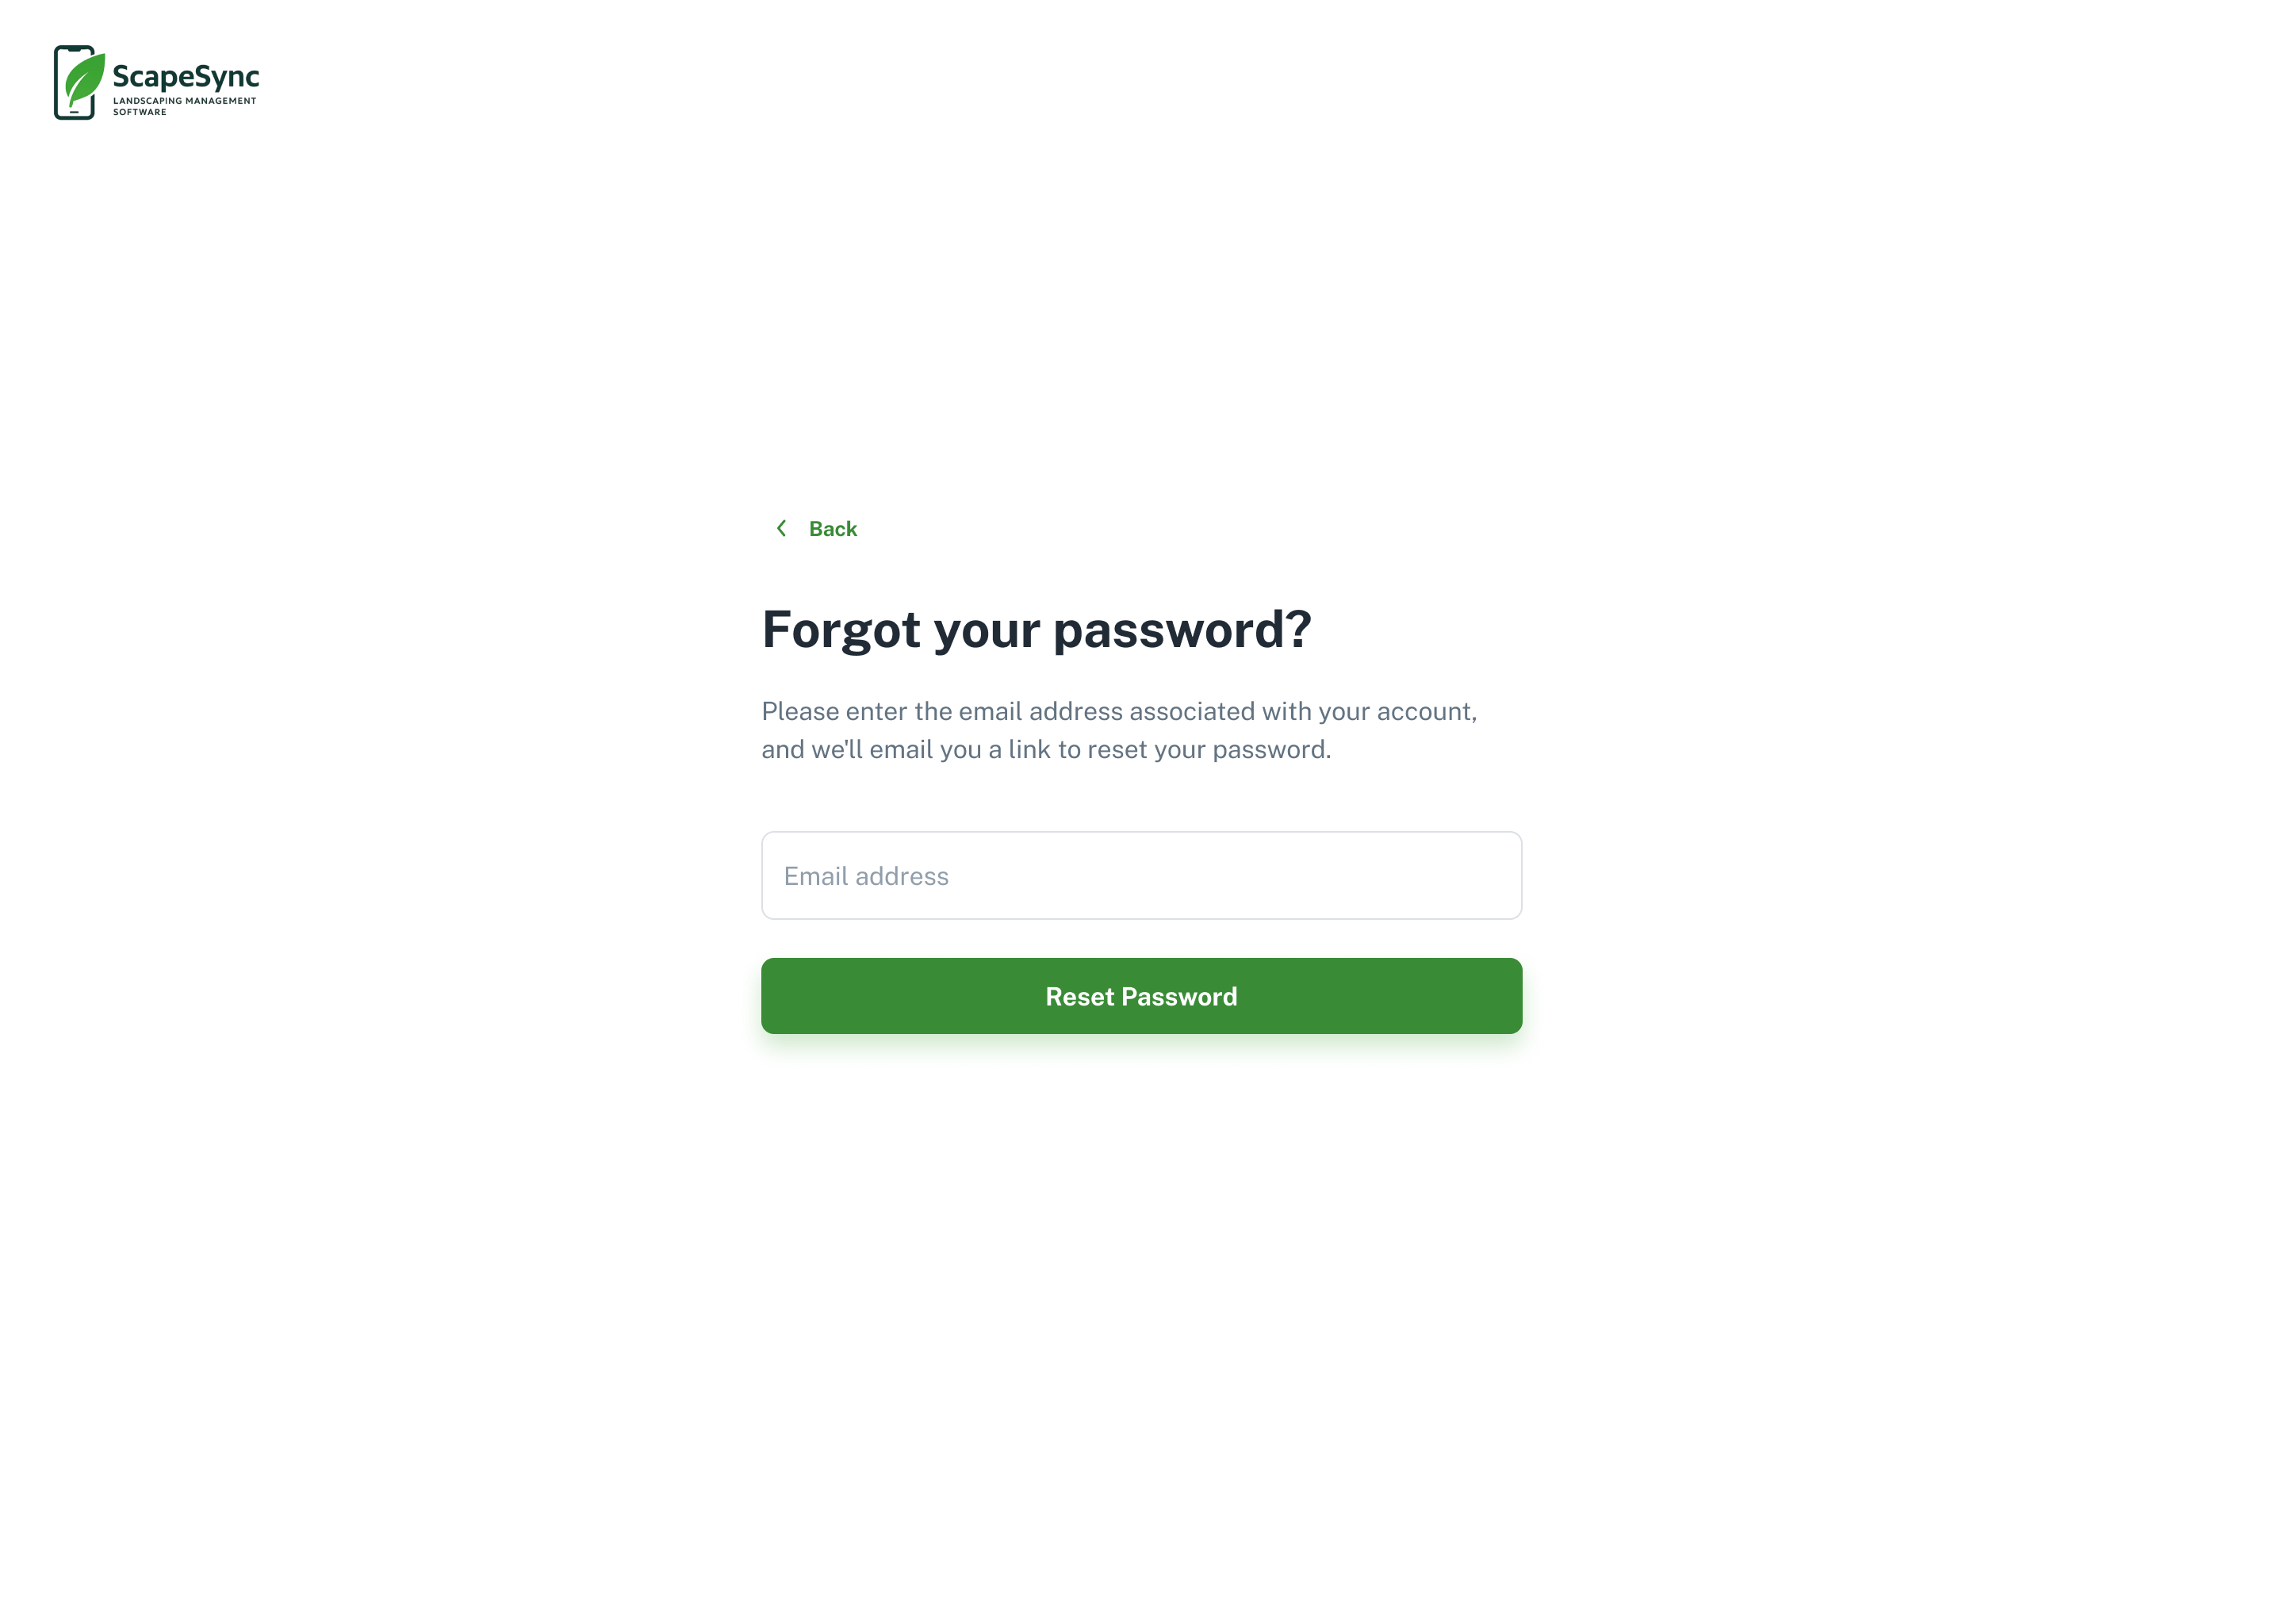 ScapeSync
LANDSCAPING MANAGEMENT
SOFTWARE
Back
Forgot your password?
Please enter the email address associated with your account,
and we'll email you a link to reset your password.
Email address
Reset Password